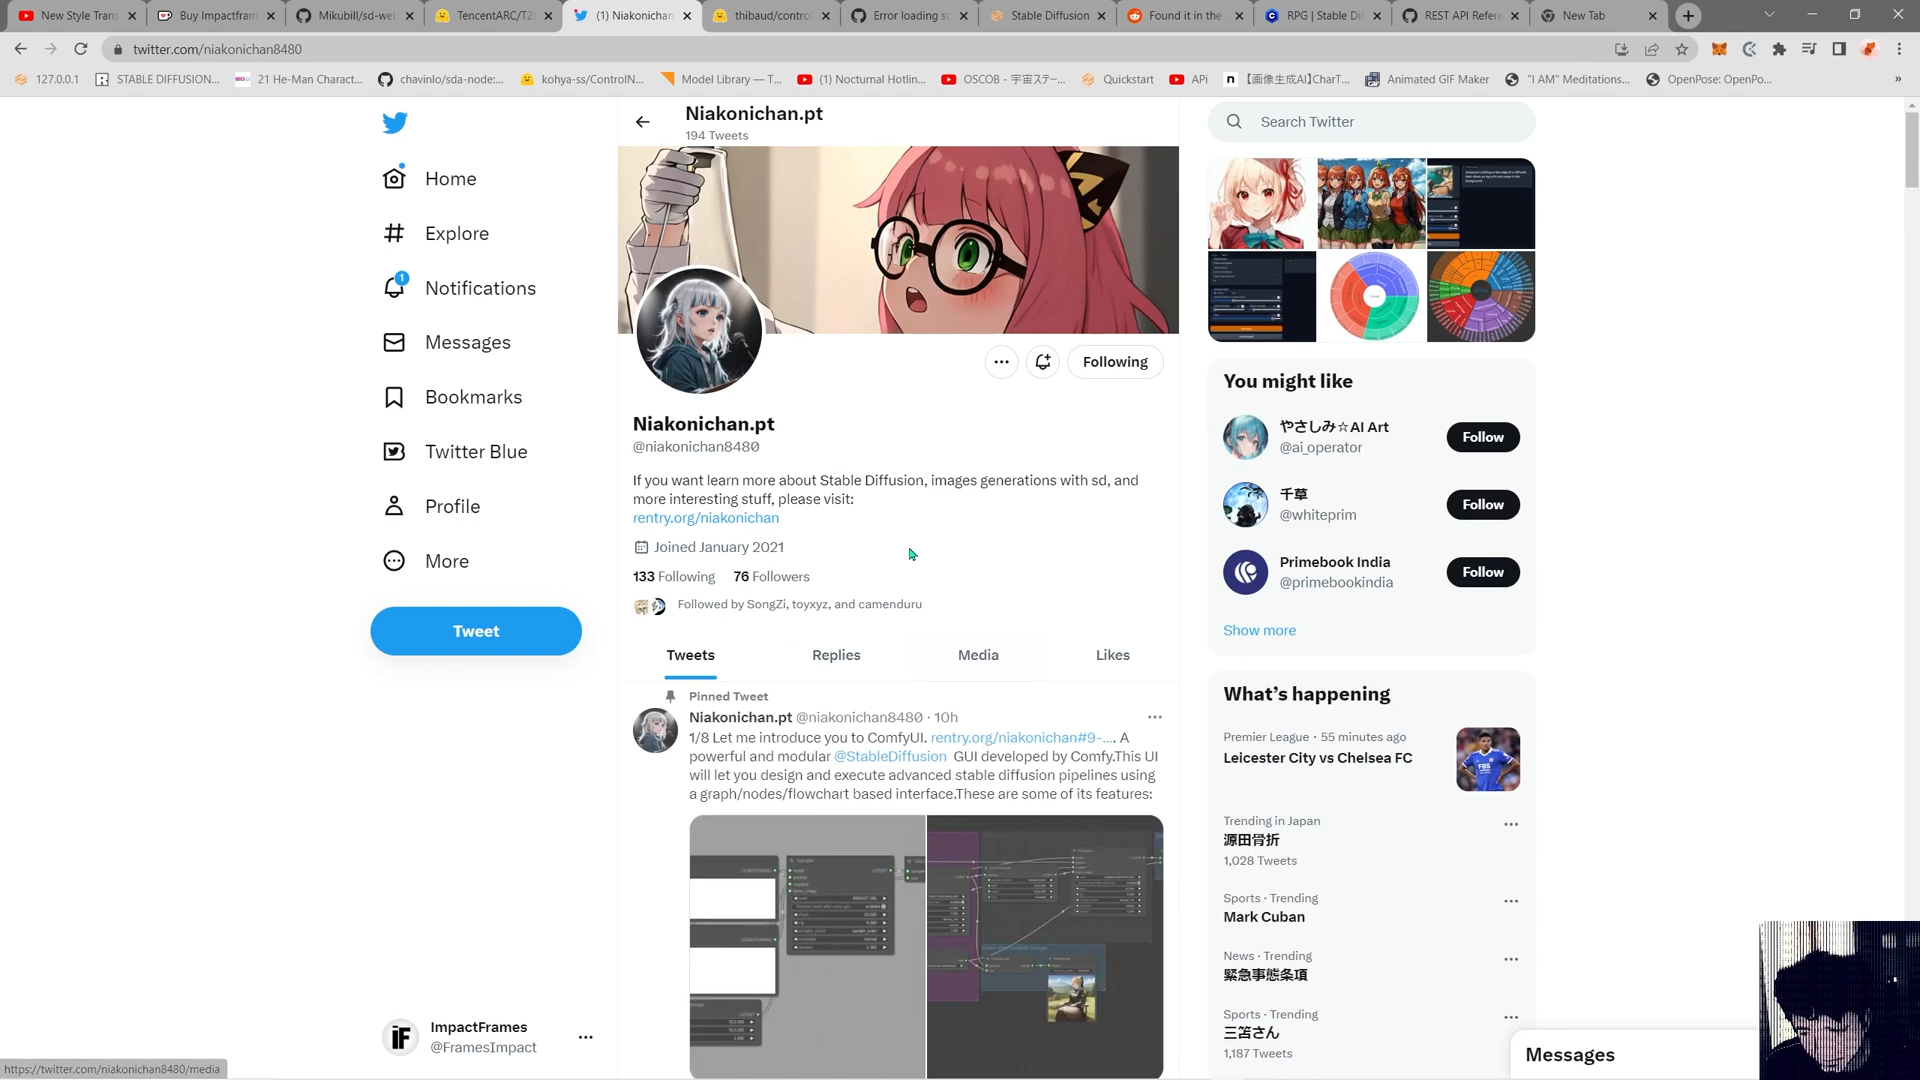 New Style Trans
Buy Impactfram
Mikubill/sd-web
TencentARC/T2I
(1) Niakonichan
thibaud/control
Error loading sc
Stable Diffusion
Found it in the
RPG | Stable Dif
REST API Refere
New Tab
twitter.com/niakonichan8480
127.0.0.1
STABLE DIFFUSION...
21 He-Man Charact...
chavinlo/sda-node:...
kohya-ss/ControlN...
Model Library — T...
(1) Nocturnal Hotlin...
OSCOB - 宇宙ステー...
Quickstart
APi
【画像生成AI】CharT...
Animated GIF Maker
"I AM" Meditations...
OpenPose: OpenPo...
»
Home
Explore
1
Notifications
Messages
Bookmarks
Twitter Blue
Profile
More
Tweet
ImpactFrames
@FramesImpact
https://twitter.com/niakonichan8480/media
Niakonichan.pt
194 Tweets
Following
Niakonichan.pt
@niakonichan8480
If you want learn more about Stable Diffusion, images generations with sd, and
more interesting stuff, please visit:
rentry.org/niakonichan
Joined January 2021
133 Following 76 Followers
Followed by SongZi, toyxyz, and camenduru
Tweets
Replies
Media
Likes
Pinned Tweet
Niakonichan.pt @niakonichan8480 · 10h
1/8 Let me introduce you to ComfyUI. rentry.org/niakonichan#9-.... A
powerful and modular @StableDiffusion GUI developed by Comfy.This UI
will let you design and execute advanced stable diffusion pipelines using
a graph/nodes/flowchart based interface.These are some of its features:
Search Twitter
You might like
やさしみ☆AI Art
@ai_operator
Follow
千草
@whiteprim
Follow
Primebook India
@primebookindia
Follow
Show more
What's happening
Premier League · 55 minutes ago
Leicester City vs Chelsea FC
Trending in Japan
源田骨折
1,028 Tweets
Sports · Trending
Mark Cuban
News · Trending
緊急事態条項
Sports · Trending
三笘さん
1,187 Tweets
Messages